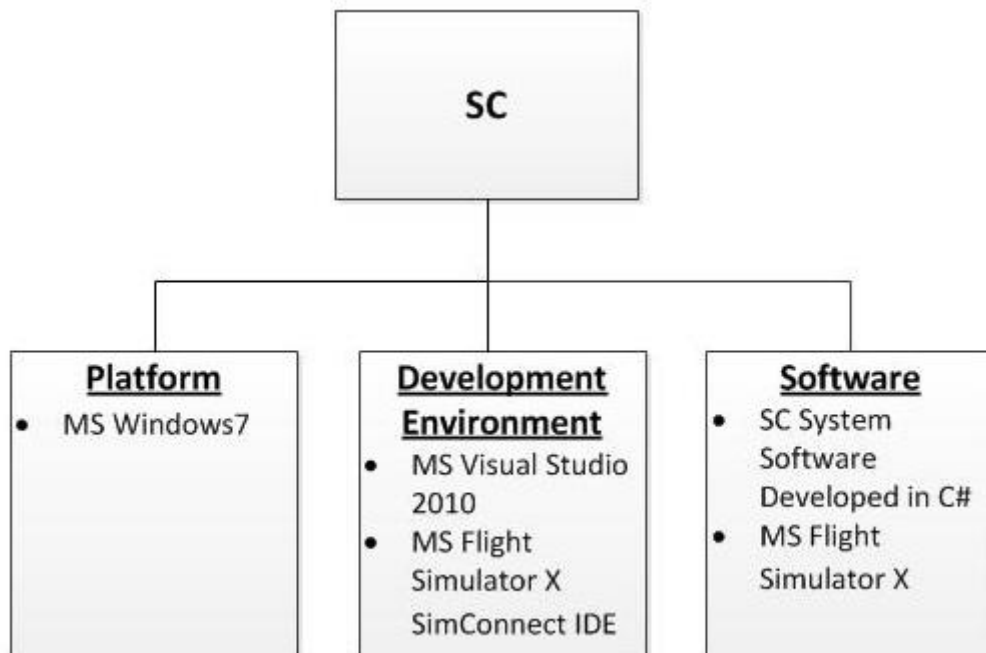 SC
Platform
• MS Windows7
Development
Environment
• MS Visual Studio
2010
• MS Flight
Simulator X
SimConnect IDE
Software
• SC System
Software
Developed in C#
• MS Flight
Simulator X